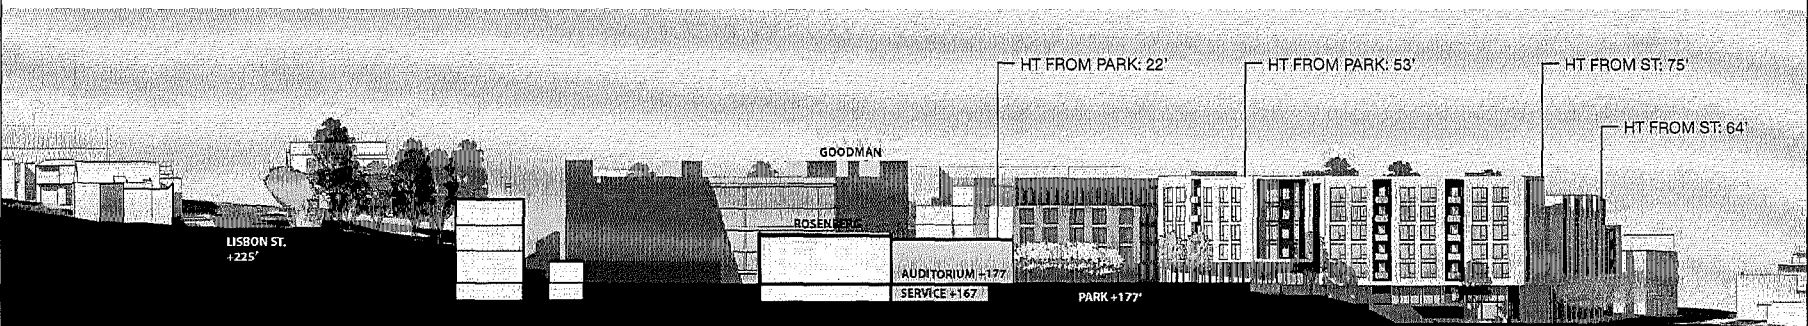 HT FROM PARK: 22'
HT FROM PARK: 53'
HT FROM ST: 75'
HT FROM ST: 64'
GOODMAN
ROSENBERG
LISBON ST.
+225'
AUDITORIUM +177
SERVICE +167
PARK +177'